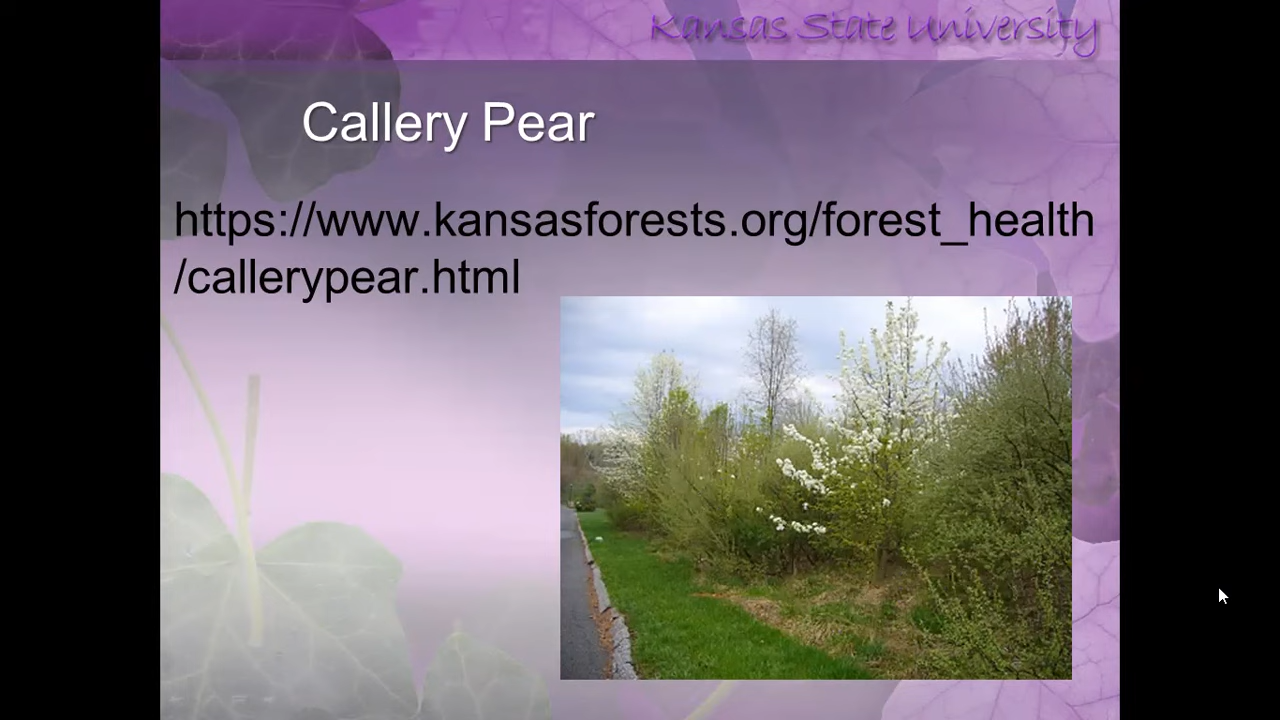 Kansas State University
Callery Pear
https://www.kansasforests.org/forest_health
/callerypear.html